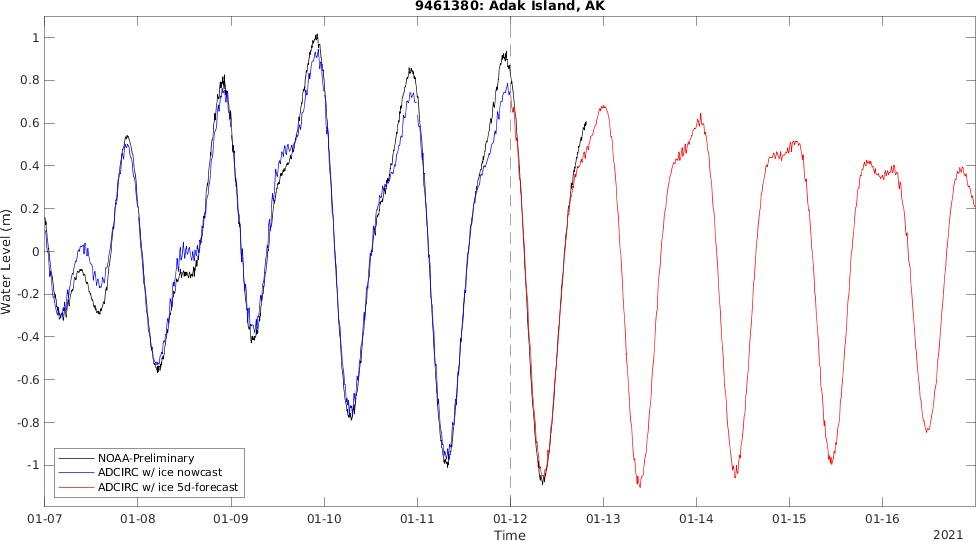 9461380: Adak Island, AK
Water Level (m)
1
0.8
0.6
0.4
0.2
0
-0.2
-0.4
-0.6
-0.8
-1
NOAA-Preliminary
ADCIRC w/ ice nowcast
ADCIRC w/ ice 5d-forecast
01-07 01-08 01-09 01-10 01-11 01-12 01-13 01-14 01-15 01-16
Time
2021